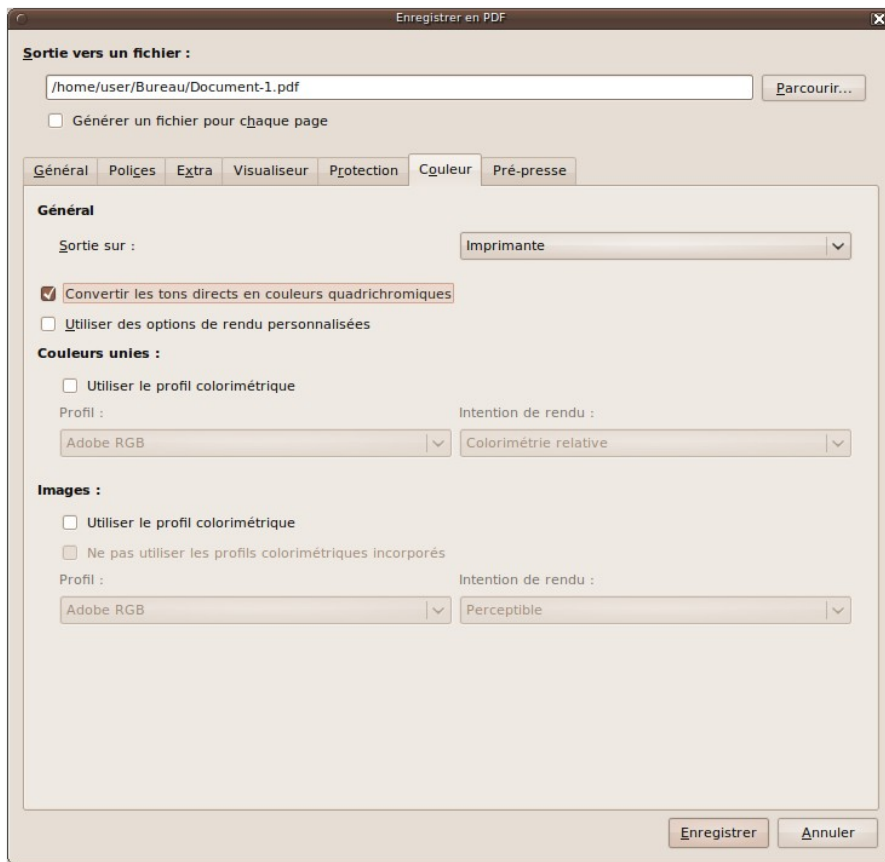 Enregistrer en PDF
Sortie vers un fichier :
/home/user/Bureau/Document-1.pdf
Parcourir...
Générer un fichier pour chaque page
Général Polices Extra Visualiseur Protection Couleur Pré-presse
Général
Sortie sur : Imprimante
Convertir les tons directs en couleurs quadrichromiques
Utiliser des options de rendu personnalisées
Couleurs unies :
Utiliser le profil colorimétrique
Profil : Intention de rendu :
Adobe RGB Colorimétrie relative
Images :
Utiliser le profil colorimétrique
Ne pas utiliser les profils colorimétriques incorporés
Profil : Intention de rendu :
Adobe RGB Perceptible
Enregistrer Annuler